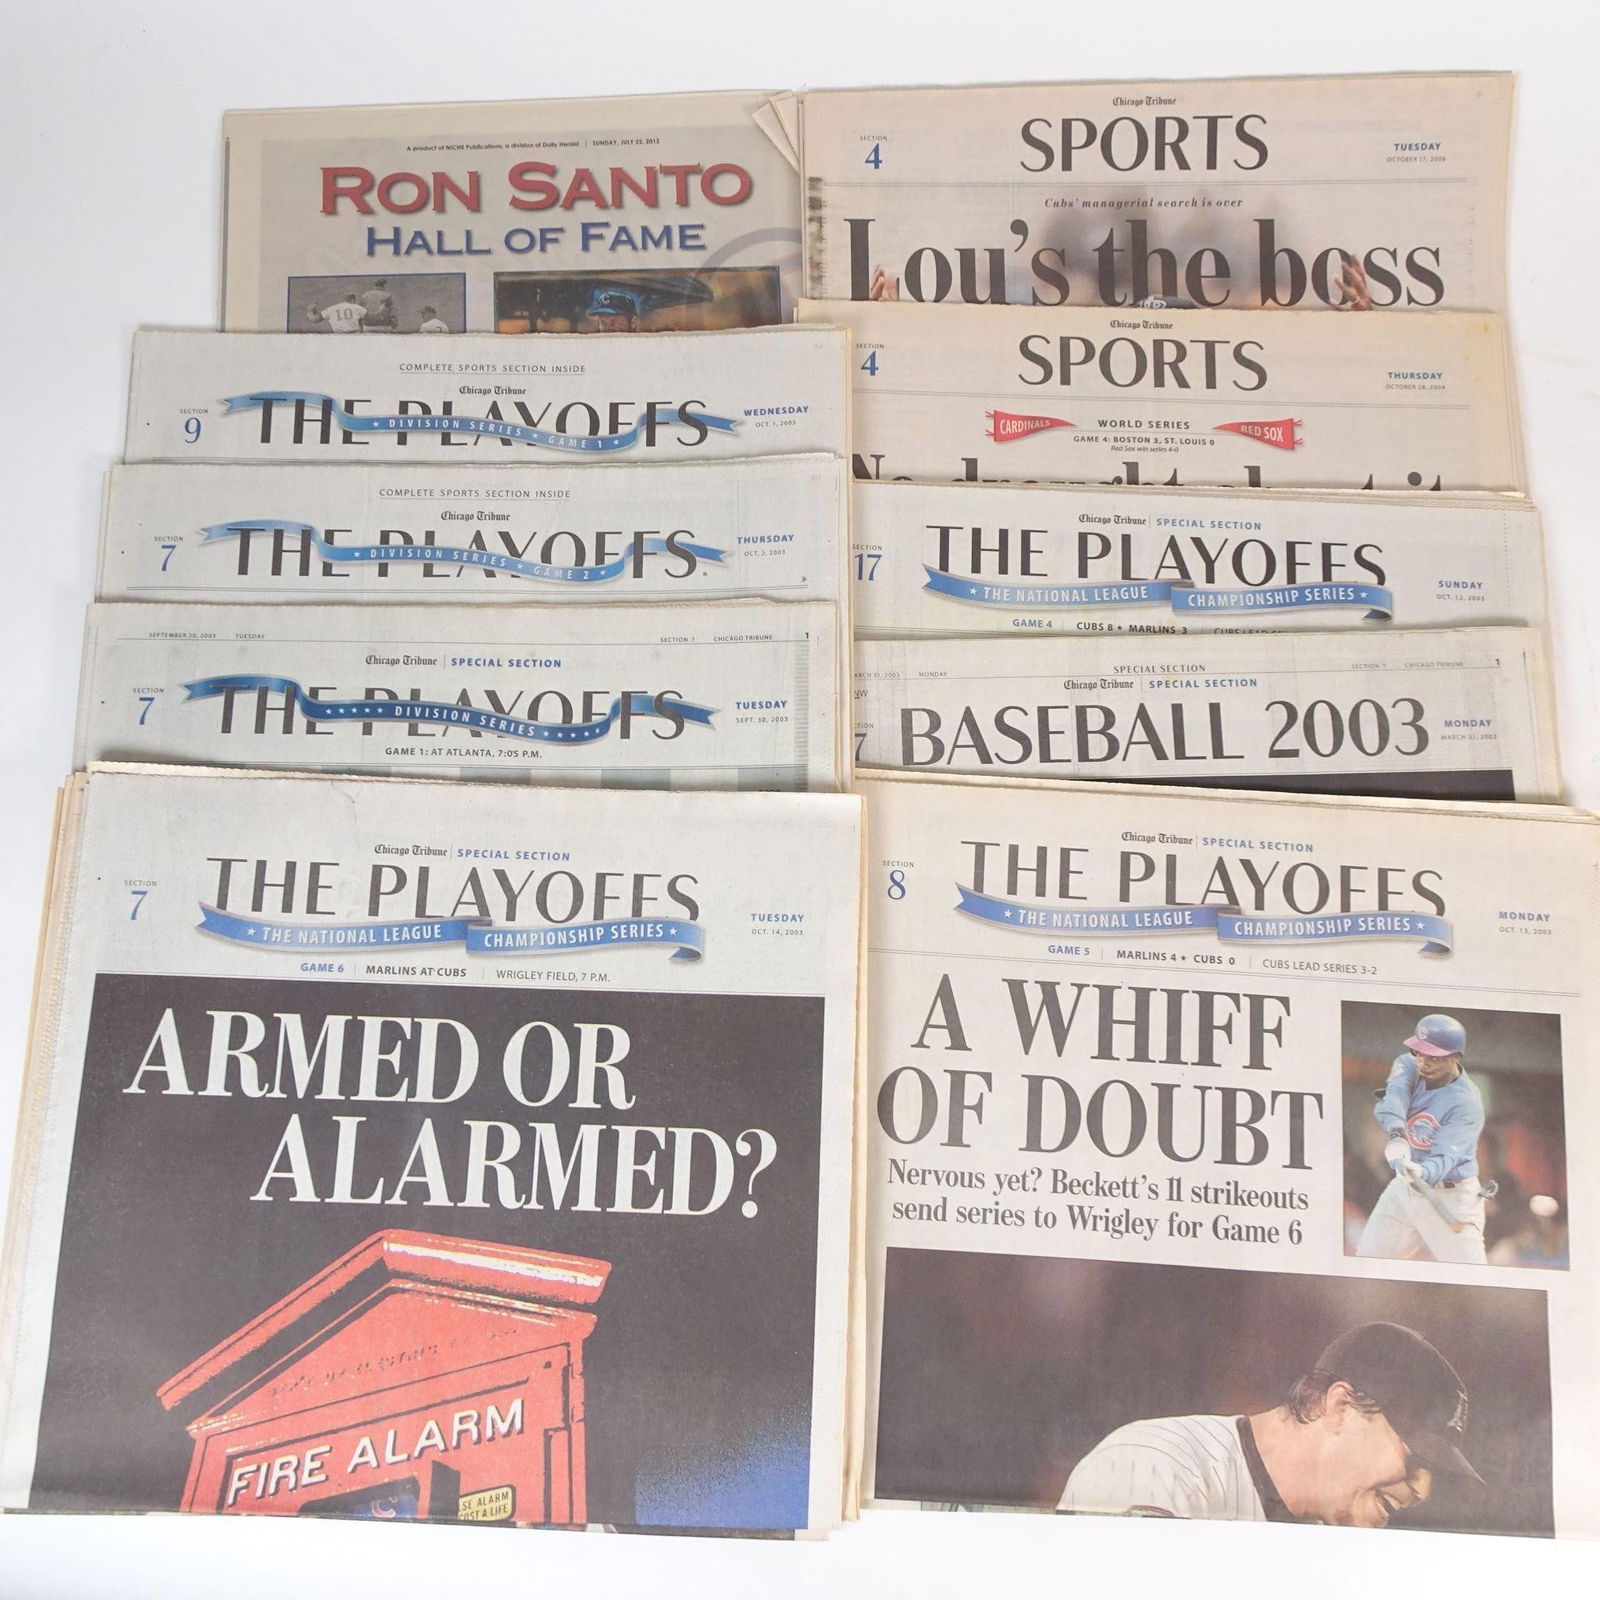 A product of NICHE Publications, a division of Daily Herald | SUNDAY, JULY 22, 2012
RON SANTO
HALL OF FAME
10
Chicago Tribune
SECTION
4
SPORTS
TUESDAY
OCTOBER 17, 2006
Cubs' managerial search is over
Lou's the boss
Chicago Tribune
SECTION
4
SPORTS
THURSDAY
OCTOBER 28, 2004
CARDINALS
WORLD SERIES
RED SOX
GAME 4: BOSTON 3, ST. LOUIS 0
Red Sox win series 4-0
COMPLETE SPORTS SECTION INSIDE
Chicago Tribune
SECTION
9
THE PLAYOFFS
★ DIVISION SERIES ★ GAME 1 ★
WEDNESDAY
OCT. 1, 2003
COMPLETE SPORTS SECTION INSIDE
Chicago Tribune
SECTION
7
THE PLAYOFFS
★ DIVISION SERIES ★ GAME 2 ★
THURSDAY
OCT. 2, 2003
Chicago Tribune | SPECIAL SECTION
SECTION
17
THE PLAYOFFS
★ THE NATIONAL LEAGUE CHAMPIONSHIP SERIES ★
SUNDAY
OCT. 12, 2003
GAME 4 | CUBS 8 ★ MARLINS 3
SEPTEMBER 30, 2003 TUESDAY
SECTION 7 CHICAGO TRIBUNE 1
Chicago Tribune | SPECIAL SECTION
SECTION
7
THE PLAYOFFS
★★★★★ DIVISION SERIES ★★★★
TUESDAY
SEPT. 30, 2003
GAME 1: AT ATLANTA, 7:05 P.M.
MARCH 31, 2003 MONDAY
SPECIAL SECTION
SECTION 7 CHICAGO TRIBUNE 1
NW
Chicago Tribune | SPECIAL SECTION
7
BASEBALL 2003
MONDAY
MARCH 31, 2003
Chicago Tribune | SPECIAL SECTION
SECTION
7
THE PLAYOFFS
★ THE NATIONAL LEAGUE CHAMPIONSHIP SERIES ★
TUESDAY
OCT. 14, 2003
GAME 6 | MARLINS AT CUBS | WRIGLEY FIELD, 7 P.M.
ARMED OR
ALARMED?
FIRE ALARM
SE ALARM
COST A LIFE
Chicago Tribune | SPECIAL SECTION
SECTION
8
THE PLAYOFFS
★ THE NATIONAL LEAGUE CHAMPIONSHIP SERIES ★
MONDAY
OCT. 13, 2003
GAME 5 | MARLINS 4 ★ CUBS 0 | CUBS LEAD SERIES 3-2
A WHIFF
OF DOUBT
Nervous yet? Beckett's 11 strikeouts
send series to Wrigley for Game 6